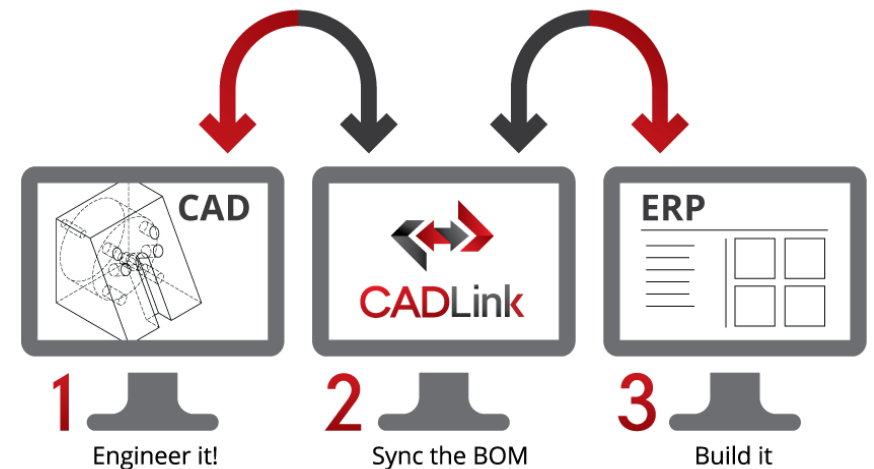 CAD
CADLink
ERP
1
2
3
Engineer it!
Sync the BOM
Build it